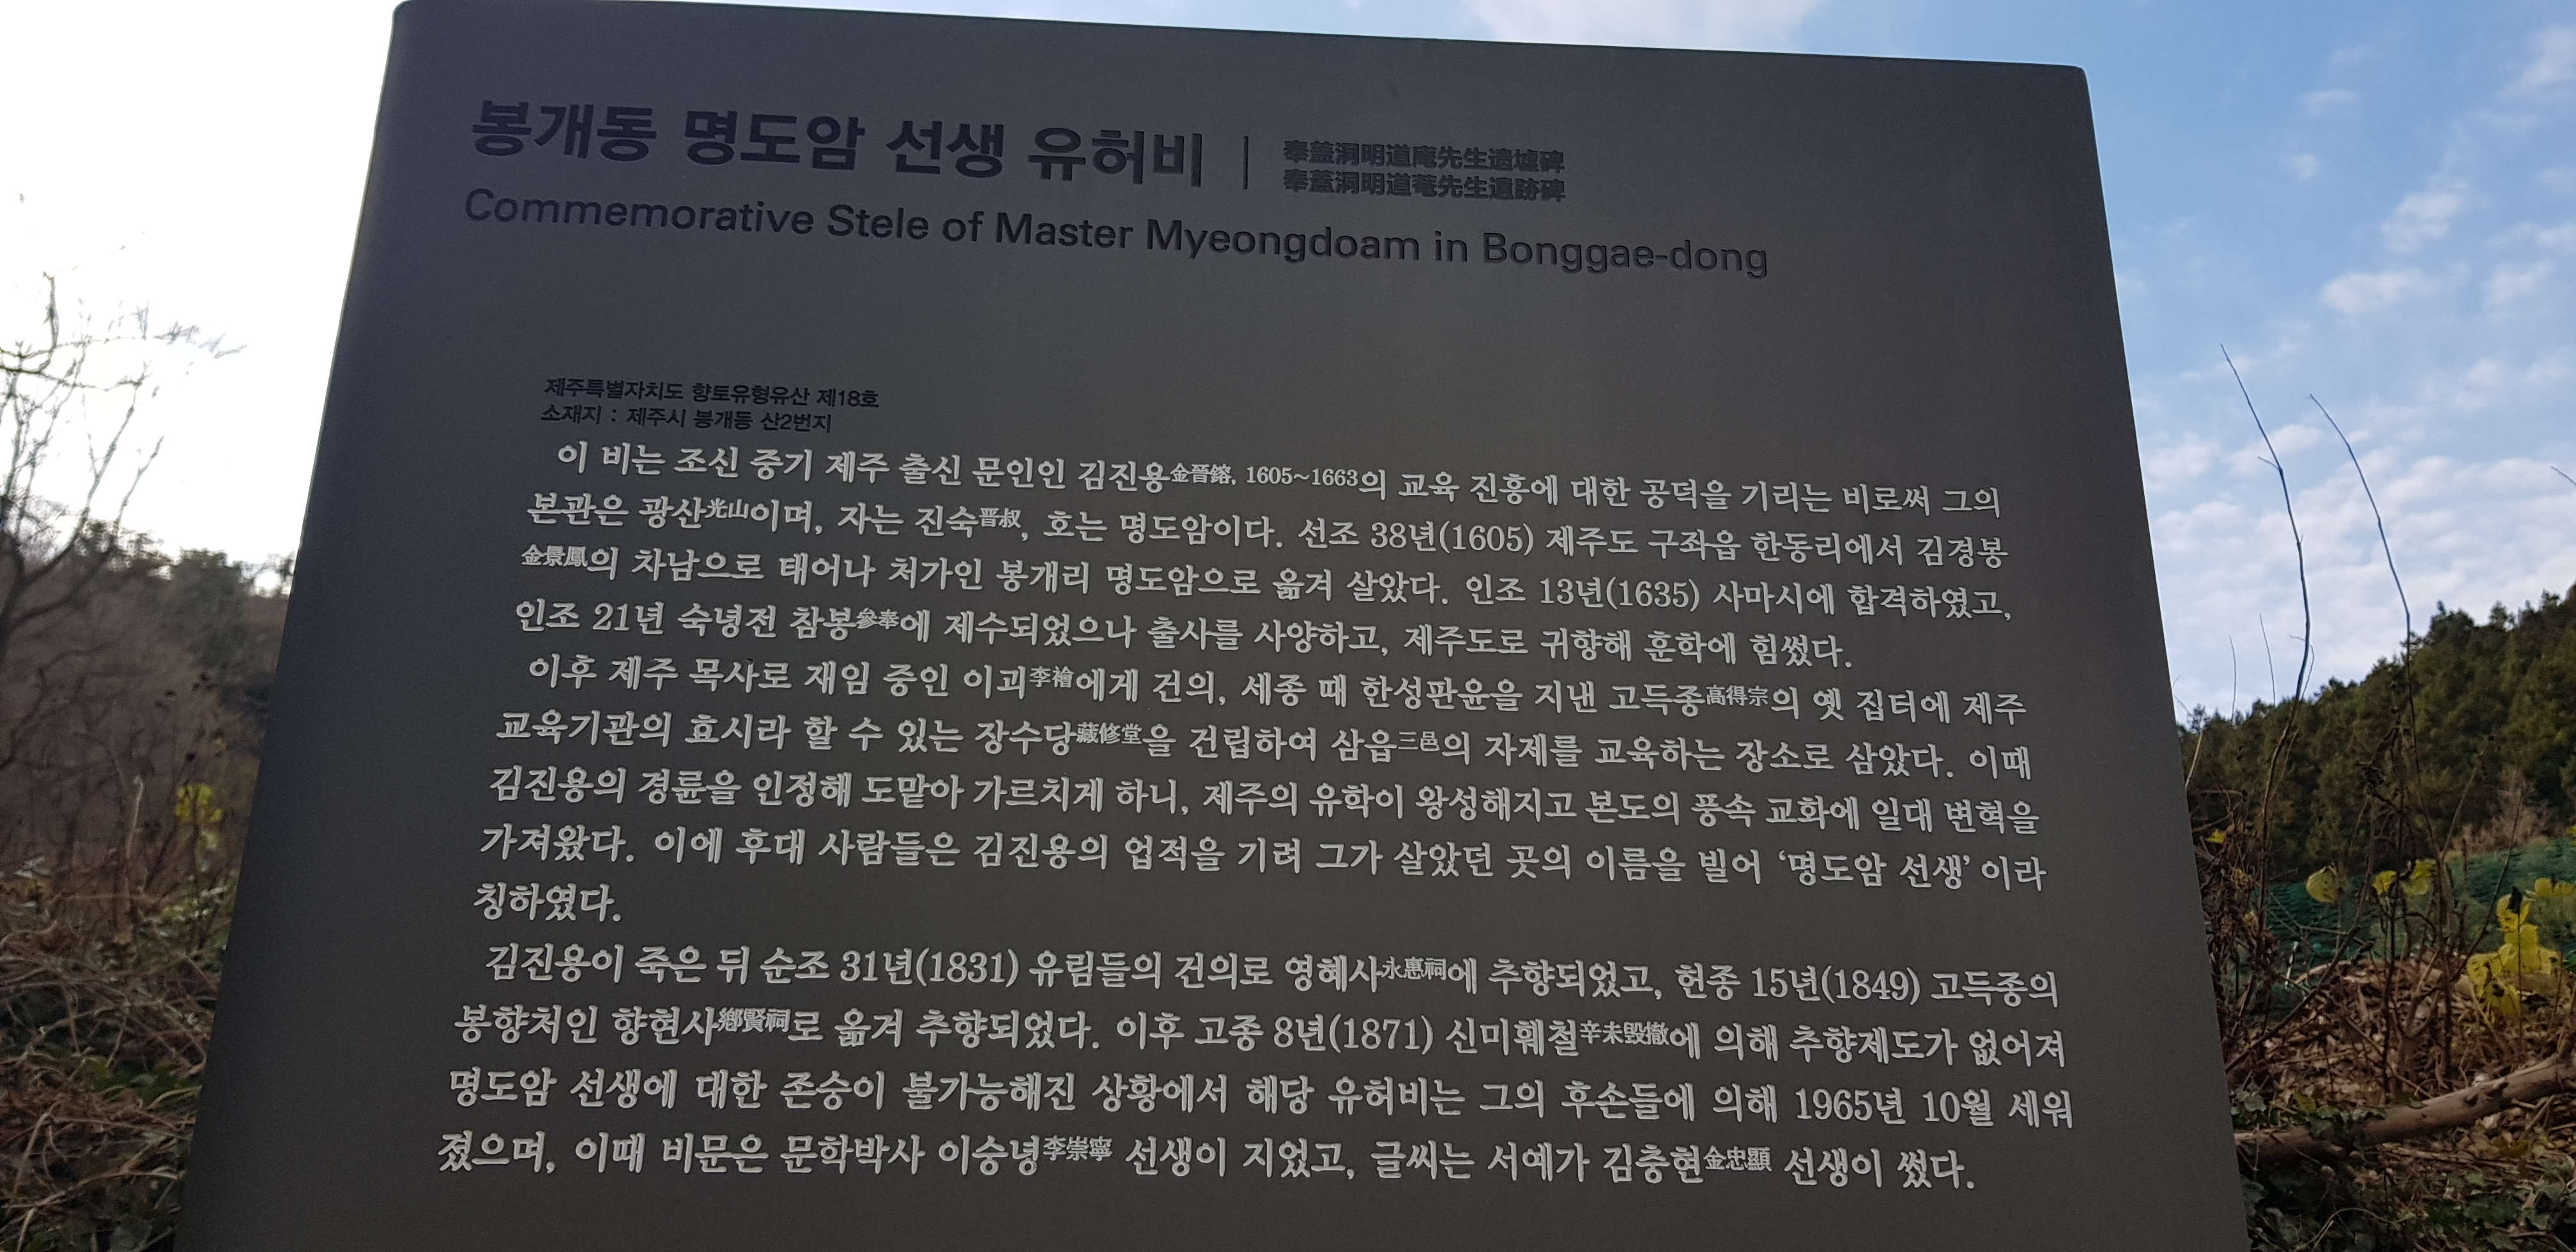 봉개동 명도암 선생 유허비 | 奉蓋洞明道庵先生遺墟碑
奉蓋洞明道菴先生遺跡碑
Commemorative Stele of Master Myeongdoam in Bonggae-dong
제주특별자치도 향토유형유산 제18호
소재지 : 제주시 봉개동 산2번지
이 비는 조선 중기 제주 출신 문인인 김진용金晋鎔, 1605~1663의 교육 진흥에 대한 공덕을 기리는 비로써 그의
본관은 광산光山이며, 자는 진숙晋叔, 호는 명도암이다. 선조 38년(1605) 제주도 구좌읍 한동리에서 김경봉
金景鳳의 차남으로 태어나 처가인 봉개리 명도암으로 옮겨 살았다. 인조 13년(1635) 사마시에 합격하였고,
인조 21년 숙녕전 참봉參奉에 제수되었으나 출사를 사양하고, 제주도로 귀향해 훈학에 힘썼다.
이후 제주 목사로 재임 중인 이괴李襘에게 건의, 세종 때 한성판윤을 지낸 고득종高得宗의 옛 집터에 제주
교육기관의 효시라 할 수 있는 장수당藏修堂을 건립하여 삼읍三邑의 자제를 교육하는 장소로 삼았다. 이때
김진용의 경륜을 인정해 도맡아 가르치게 하니, 제주의 유학이 왕성해지고 본도의 풍속 교화에 일대 변혁을
가져왔다. 이에 후대 사람들은 김진용의 업적을 기려 그가 살았던 곳의 이름을 빌어 ‘명도암 선생’이라
칭하였다.
김진용이 죽은 뒤 순조 31년(1831) 유림들의 건의로 영혜사永惠祠에 추향되었고, 헌종 15년(1849) 고득종의
봉향처인 향현사鄕賢祠로 옮겨 추향되었다. 이후 고종 8년(1871) 신미훼철辛未毁撤에 의해 추향제도가 없어져
명도암 선생에 대한 존숭이 불가능해진 상황에서 해당 유허비는 그의 후손들에 의해 1965년 10월 세워
졌으며, 이때 비문은 문학박사 이숭녕李崇寧 선생이 지었고, 글씨는 서예가 김충현金忠顯 선생이 썼다.